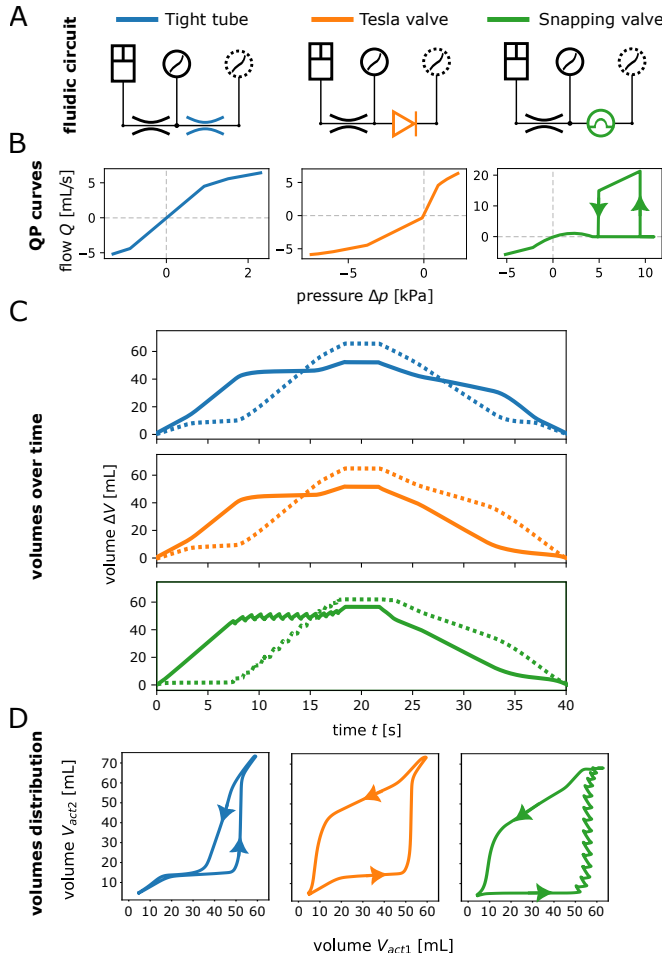 A
Tight tube
Tesla valve
Snapping valve
fluidic circuit
B
QP curves
flow Q [mL/s]
5
0
−5
0
2
5
0
−5
−5
0
20
10
0
−5
0
5
10
pressure Δp [kPa]
C
volumes over time
volume ΔV [mL]
60
40
20
0
60
40
20
0
60
40
20
0
0
5
10
15
20
25
30
35
40
time t [s]
D
volumes distribution
volume Vact2 [mL]
70
60
50
40
30
20
10
0 10 20 30 40 50 60
0 10 20 30 40 50 60
0 10 20 30 40 50 60
volume Vact1 [mL]